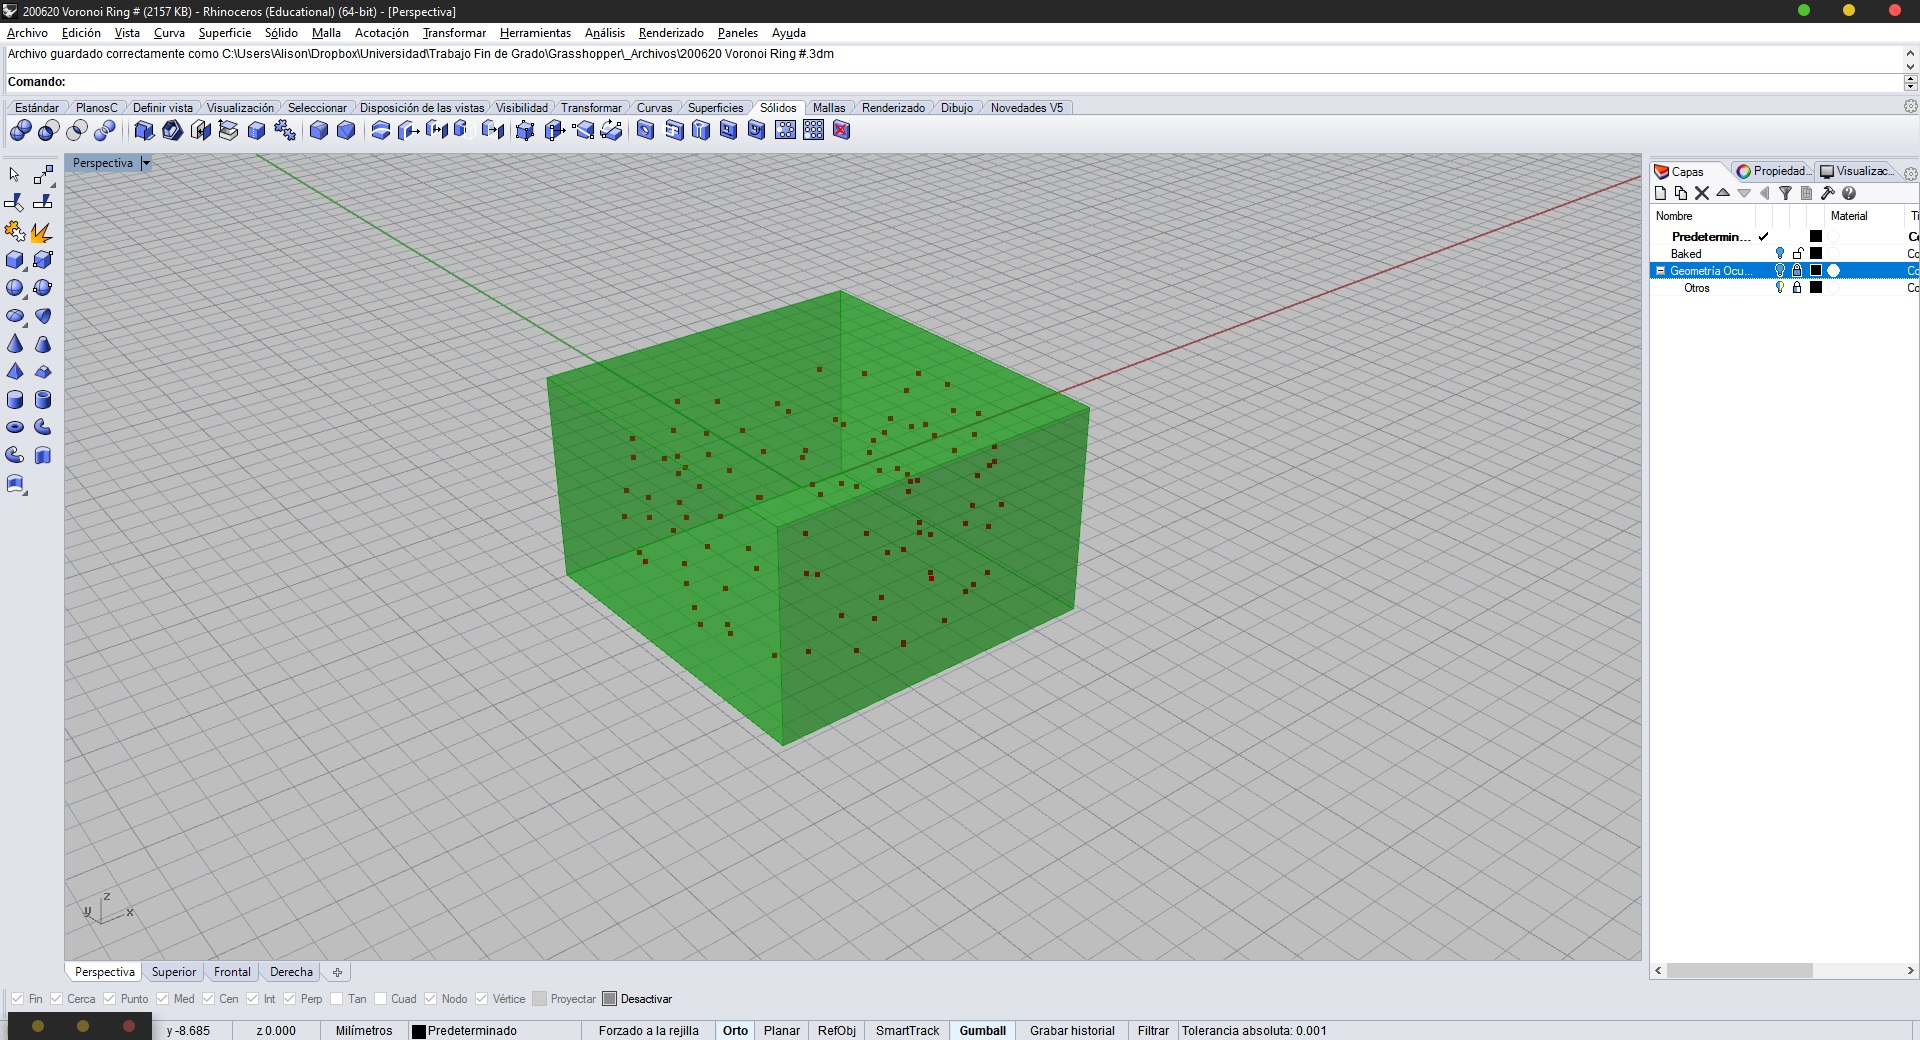 200620 Voronoi Ring # (2157 KB) - Rhinoceros (Educational) (64-bit) - [Perspectiva]
Archivo Edición Vista Curva Superficie Sólido Malla Acotación Transformar Herramientas Análisis Renderizado Paneles Ayuda
Archivo guardado correctamente como C:\Users\Alison\Dropbox\Universidad\Trabajo Fin de Grado\Grasshopper\_Archivos\200620 Voronoi Ring #.3dm
Comando:
Estándar PlanosC Definir vista Visualización Seleccionar Disposición de las vistas Visibilidad Transformar Curvas Superficies Sólidos Mallas Renderizado Dibujo Novedades V5
Perspectiva
Capas Propiedad... Visualizac...
Nombre Material Ti
Predetermin... Co
Baked Co
Geometría Ocu... Co
Otros Co
z
y x
Perspectiva Superior Frontal Derecha
Fin Cerca Punto Med Cen Int Perp Tan Cuad Nodo Vértice Proyectar Desactivar
y -8.685 z 0.000 Milímetros Predeterminado Forzado a la rejilla Orto Planar RefObj SmartTrack Gumball Grabar historial Filtrar Tolerancia absoluta: 0.001